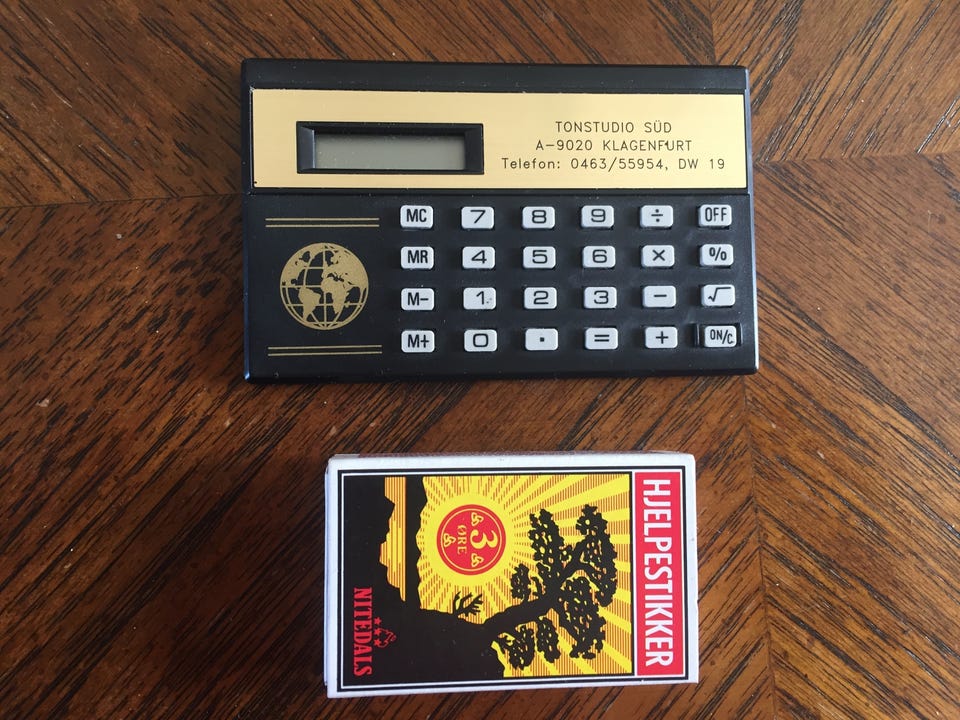 TONSTUDIO SÜD
A-9020 KLAGENFURT
Telefon: 0463/55954, DW 19
MC 7 8 9 ÷ OFF
MR 4 5 6 × %
M- 1 2 3 - √
M+ 0 . = + ON/C
HJELPESTIKKER
3
ØRE
NITEDALS